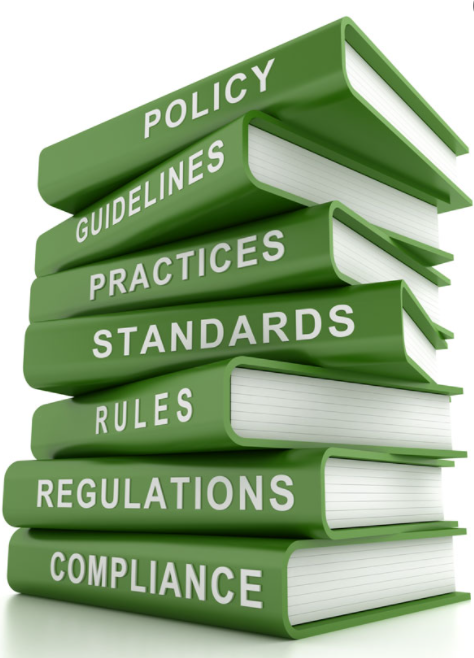 POLICY
GUIDELINES
PRACTICES
STANDARDS
RULES
REGULATIONS
COMPLIANCE